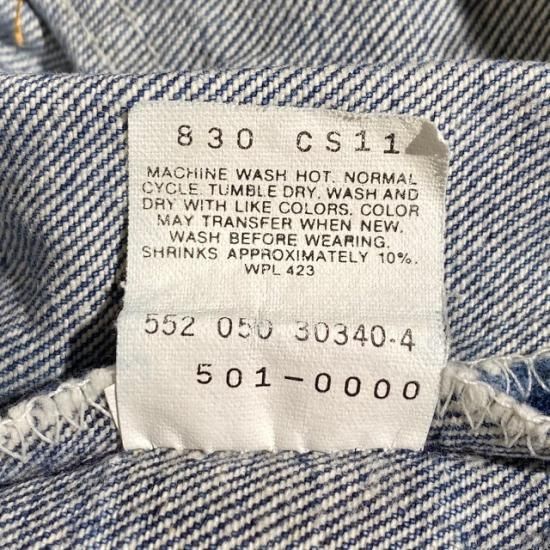 830 CS11
MACHINE WASH HOT. NORMAL
CYCLE. TUMBLE DRY. WASH AND
DRY WITH LIKE COLORS. COLOR
MAY TRANSFER WHEN NEW.
WASH BEFORE WEARING.
SHRINKS APPROXIMATELY 10%.
WPL 423
552 050 30340-4
501-0000